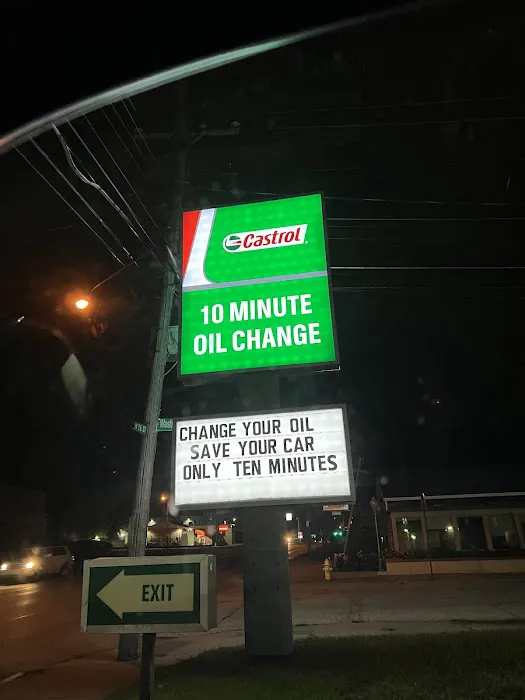 Castrol
10 MINUTE
OIL CHANGE
CHANGE YOUR OIL
SAVE YOUR CAR
ONLY TEN MINUTES
EXIT